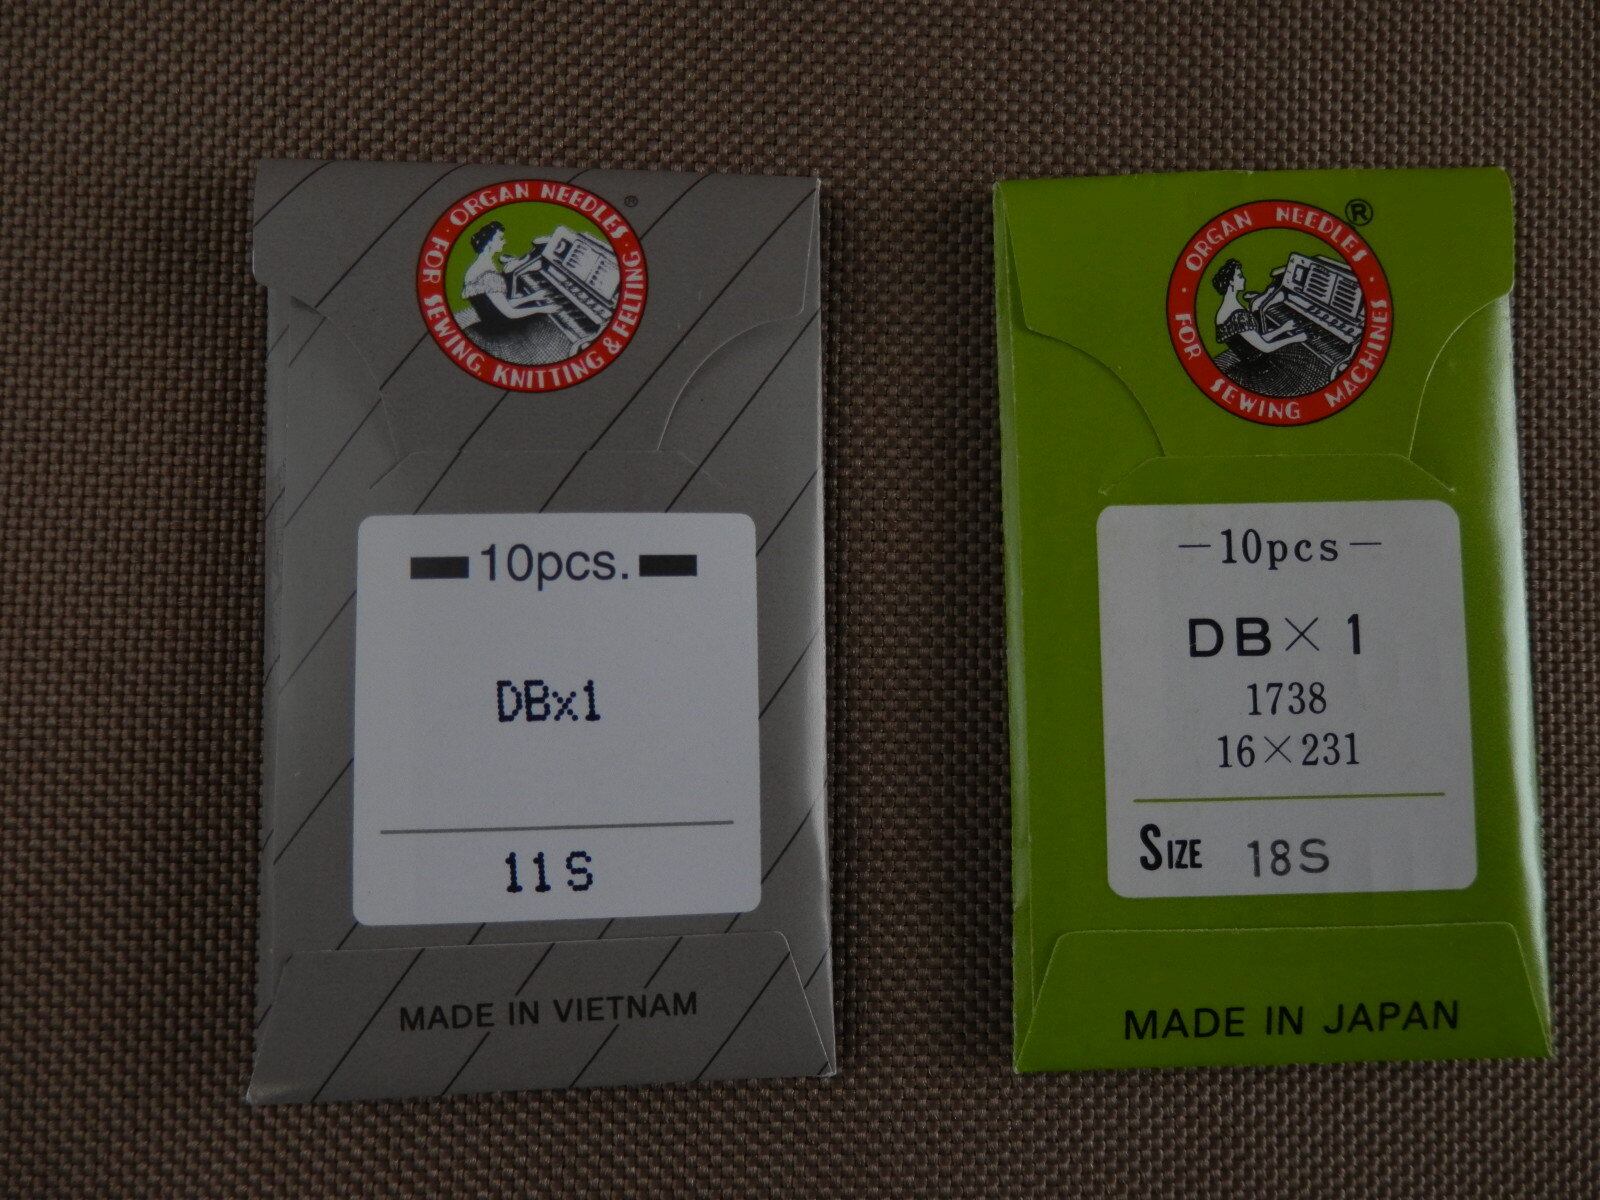 · ORGAN NEEDLES · ®
FOR SEWING, KNITTING & FELTING
10pcs.
DBx1
11S
MADE IN VIETNAM
· ORGAN NEEDLES · ®
FOR SEWING MACHINES
—10pcs—
DB×1
1738
16×231
SIZE 18S
MADE IN JAPAN